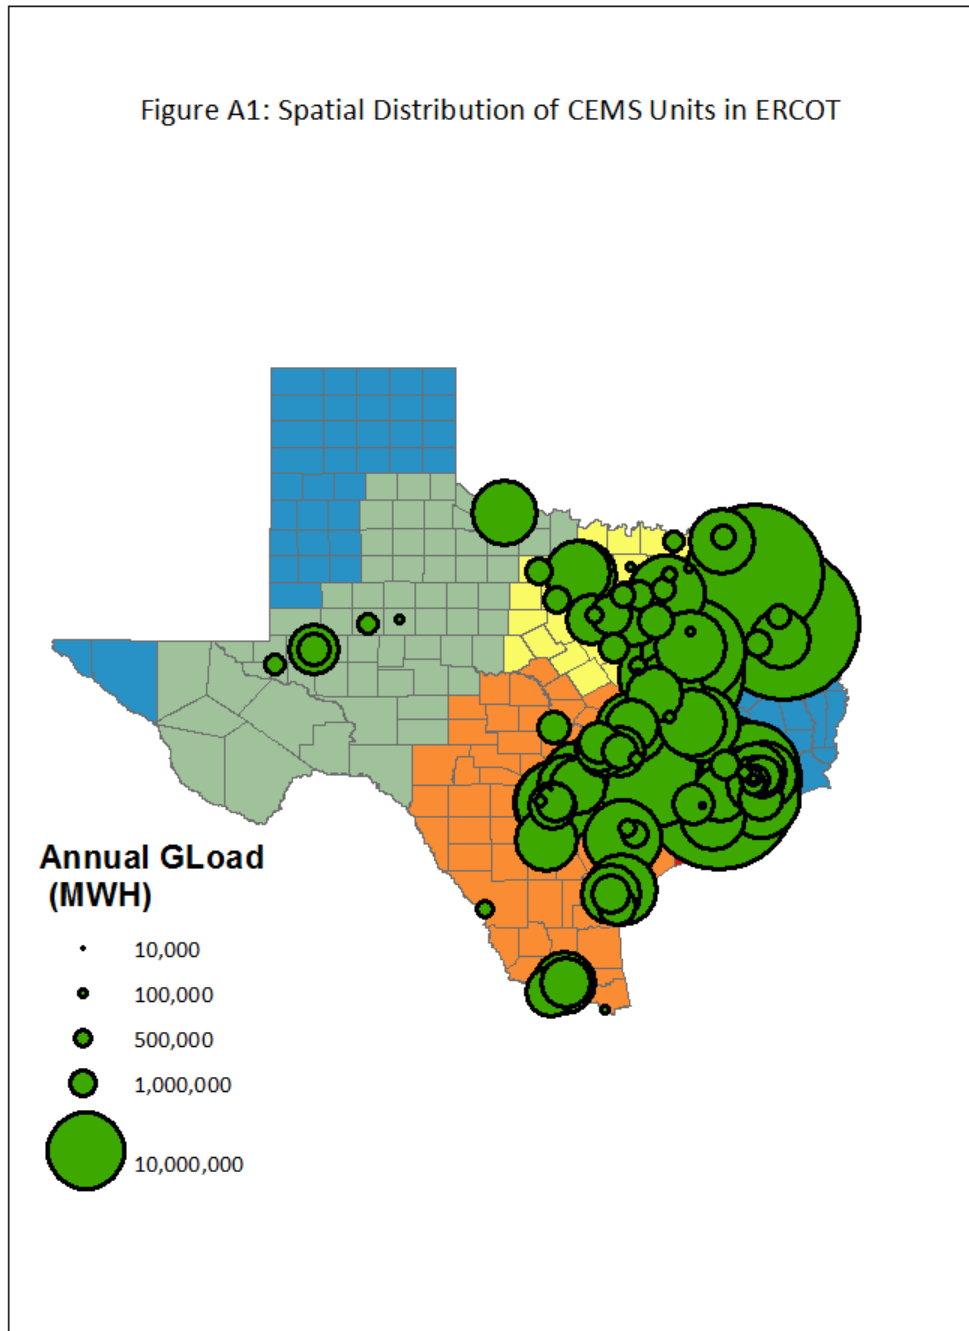 Figure A1: Spatial Distribution of CEMS Units in ERCOT
Annual GLoad
(MWH)
10,000
100,000
500,000
1,000,000
10,000,000